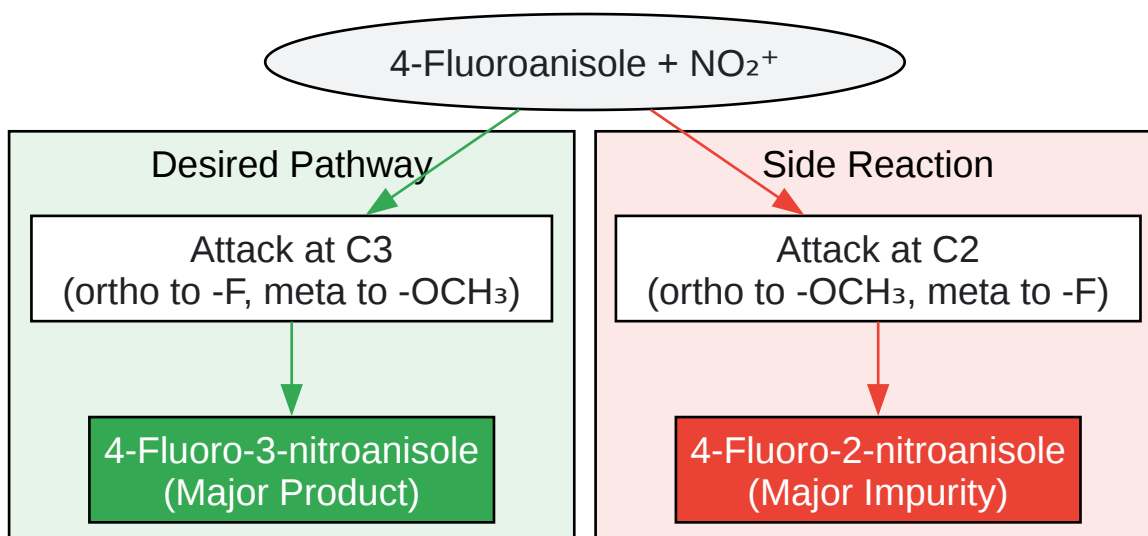 4-Fluoroanisole + NO₂⁺
Desired Pathway
Attack at C3
(ortho to -F, meta to -OCH₃)
4-Fluoro-3-nitroanisole
(Major Product)
Side Reaction
Attack at C2
(ortho to -OCH₃, meta to -F)
4-Fluoro-2-nitroanisole
(Major Impurity)